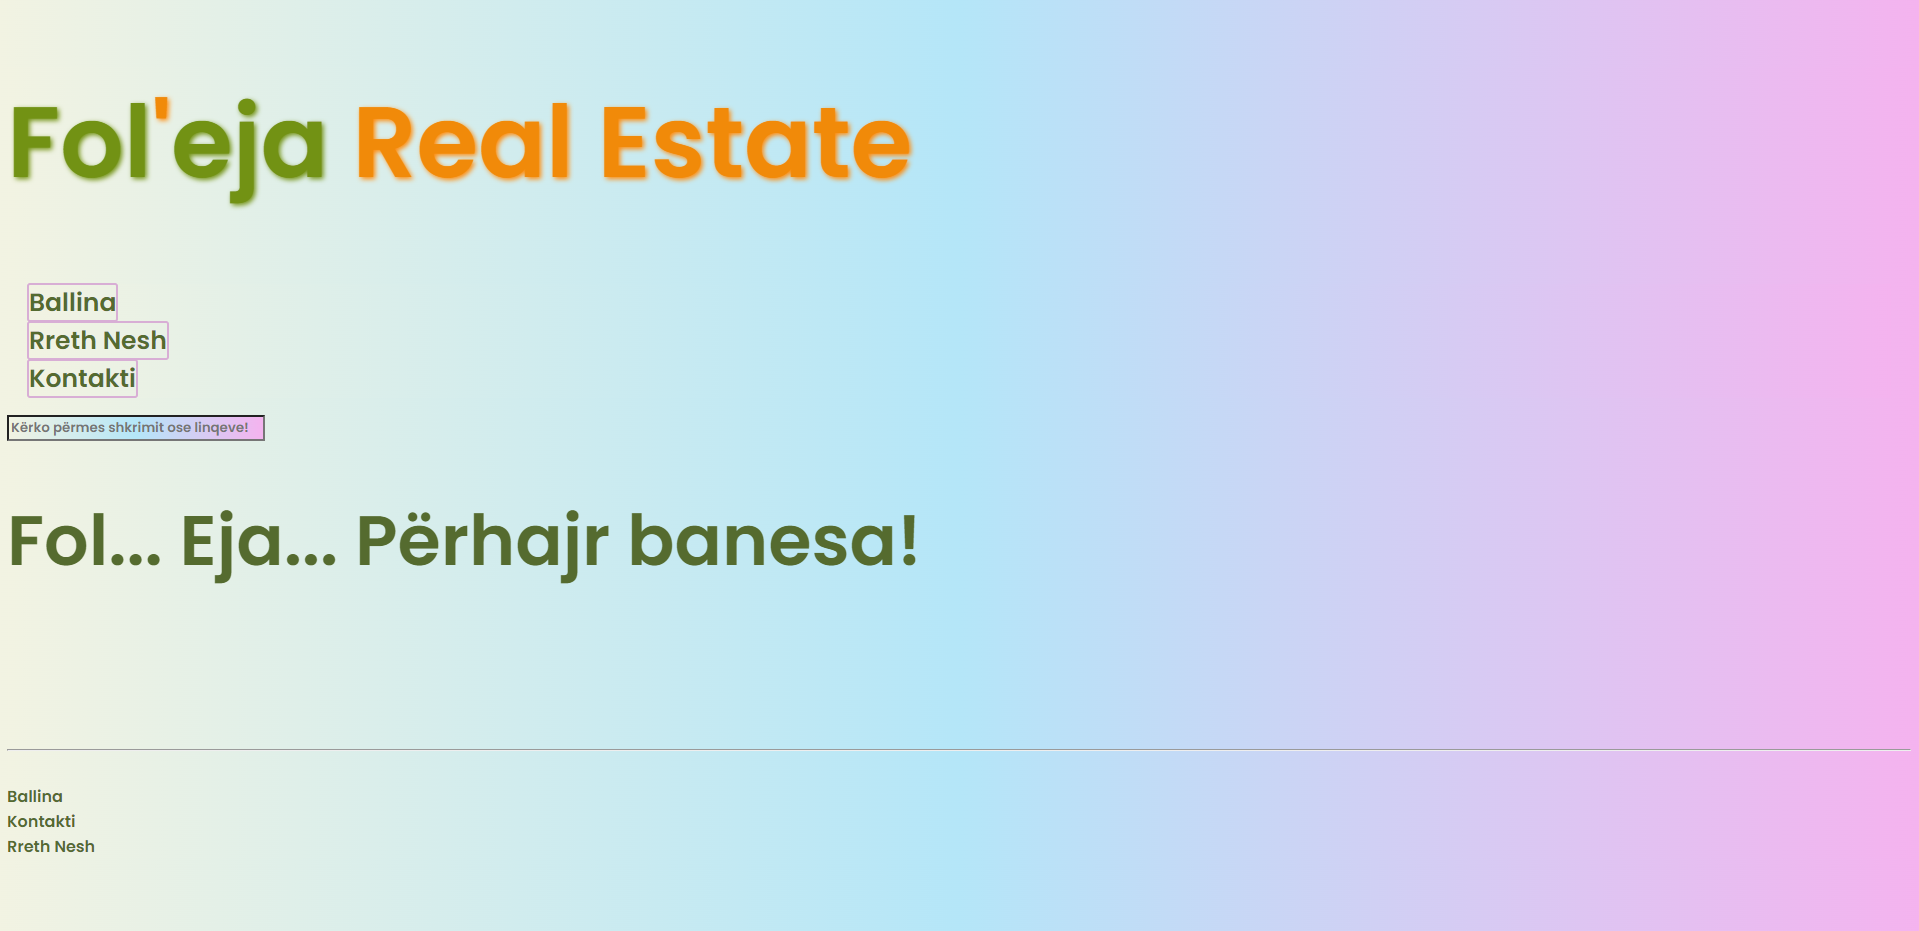 Fol'eja Real Estate
Ballina
Rreth Nesh
Kontakti
Kërko përmes shkrimit ose linqeve!
Fol... Eja... Përhajr banesa!
Ballina
Kontakti
Rreth Nesh